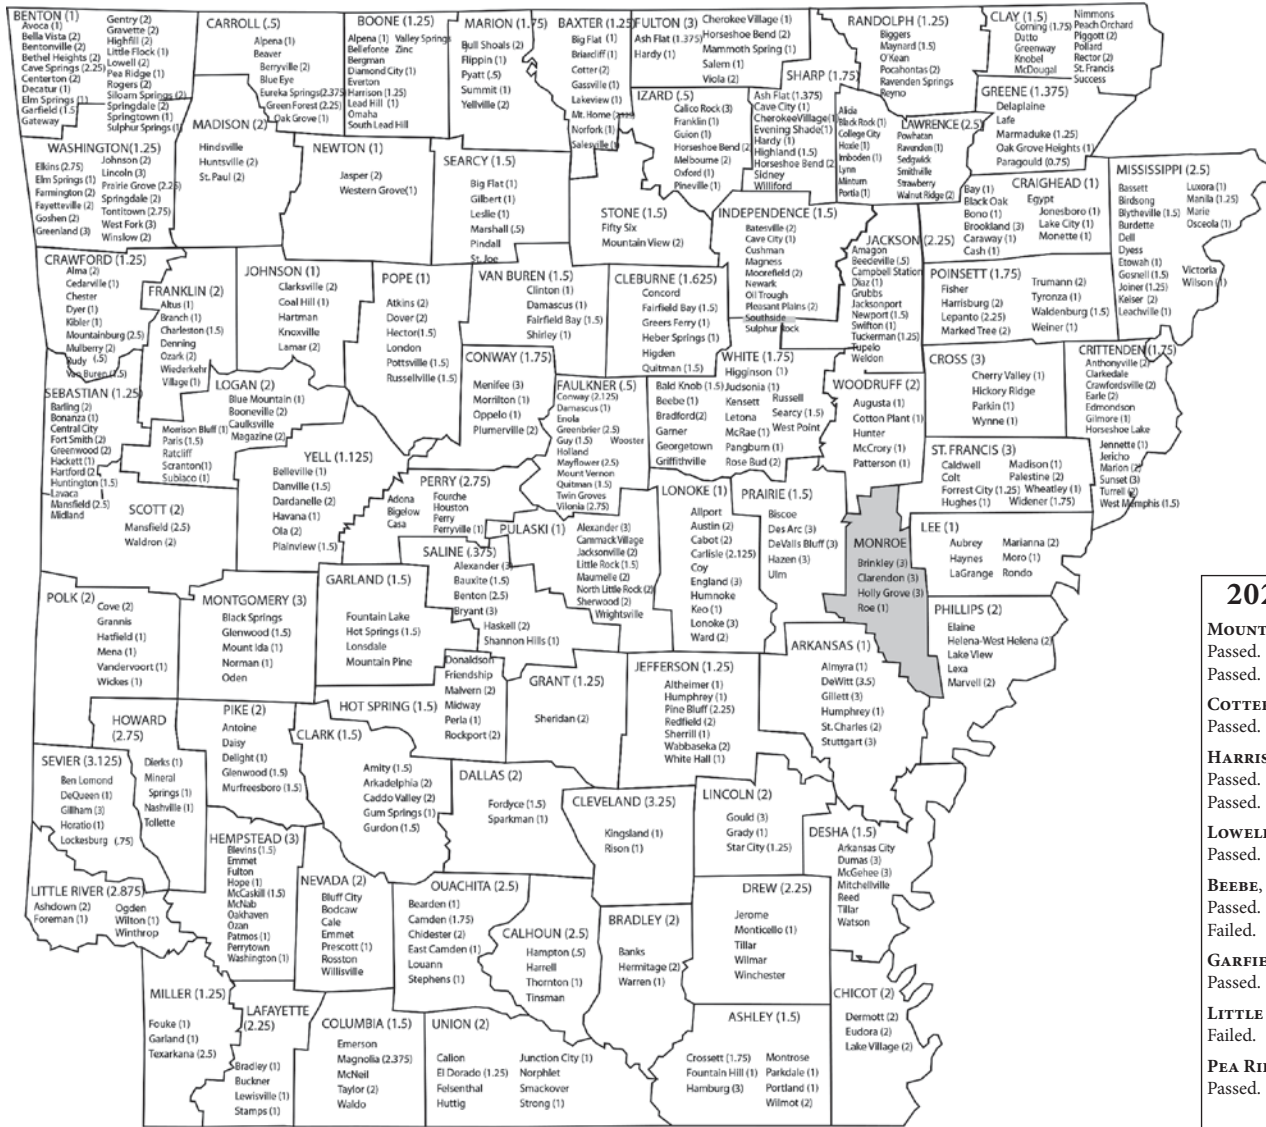 BENTON (1)
Avoca (1)
Bella Vista (2)
Bentonville (2)
Bethel Heights (2)
Cave Springs (2.25)
Centerton (2)
Decatur (1)
Elm Springs (1)
Garfield (1.5)
Gateway
Gentry (2)
Gravette (2)
Highfill (2)
Little Flock (1)
Lowell (2)
Pea Ridge (1)
Rogers (2)
Siloam Springs (2)
Springdale (2)
Springtown (1)
Sulphur Springs (1)
CARROLL (.5)
Alpena (1)
Beaver
Berryville (2)
Blue Eye
Eureka Springs(2.375)
Green Forest (2.25)
Oak Grove (1)
BOONE (1.25)
Alpena (1) Valley Springs
Bellefonte Zinc
Bergman
Diamond City (1)
Everton
Harrison (1.25)
Lead Hill (1)
Omaha
South Lead Hill
MARION (1.75)
Bull Shoals (2)
Flippin (1)
Pyatt (.5)
Summit (1)
Yellville (2)
BAXTER (1.25)
Big Flat (1)
Briarcliff (1)
Cotter (2)
Gassville (1)
Lakeview (1)
Mt. Home
Norfork (1)
Salesville (1)
FULTON (3)
Ash Flat (1.375)
Hardy (1)
Cherokee Village (1)
Horseshoe Bend (2)
Mammoth Spring (1)
Salem (1)
Viola (2)
SHARP (1.75)
Ash Flat (1.375)
Cave City (1)
CherokeeVillage(1)
Evening Shade(1)
Hardy (1)
Highland (1.5)
Horseshoe Bend (2)
Sidney
Williford
RANDOLPH (1.25)
Biggers
Maynard (1.5)
O'Kean
Pocahontas (2)
Ravenden Springs
Reyno
CLAY (1.5)
Corning (1.75)
Datto
Greenway
Knobel
McDougal
Nimmons
Peach Orchard
Piggott (2)
Pollard
Rector (2)
St. Francis
Success
GREENE (1.375)
Delaplaine
Lafe
Marmaduke (1.25)
Oak Grove Heights (1)
Paragould (0.75)
WASHINGTON(1.25)
Elkins (2.75)
Elm Springs (1)
Farmington (2)
Fayetteville (2)
Goshen (2)
Greenland (3)
Johnson (2)
Lincoln (3)
Prairie Grove (2.25)
Springdale (2)
Tontitown (2.75)
West Fork (3)
Winslow (2)
MADISON (2)
Hindsville
Huntsville (2)
St. Paul (2)
NEWTON (1)
Jasper (2)
Western Grove(1)
SEARCY (1.5)
Big Flat (1)
Gilbert (1)
Leslie (1)
Marshall (.5)
Pindall
St. Joe
IZARD (.5)
Calico Rock (3)
Franklin (1)
Guion (1)
Horseshoe Bend (2)
Melbourne (2)
Oxford (1)
Pineville (1)
LAWRENCE (2.5)
Alicia
Black Rock (1)
College City
Hoxie (1)
Imboden (1)
Lynn
Minturn
Portia (1)
Powhatan
Ravenden (1)
Sedgwick
Smithville
Strawberry
Walnut Ridge (2)
STONE (1.5)
Fifty Six
Mountain View (2)
INDEPENDENCE (1.5)
Batesville (2)
Cave City (1)
Cushman
Magness
Moorefield (2)
Newark
Oil Trough
Pleasant Plains (2)
Southside
Sulphur Rock
JACKSON (2.25)
Amagon
Beedeville (.5)
Campbell Station
Diaz (1)
Grubbs
Jacksonport
Newport (1.5)
Swifton (1)
Tuckerman (1.25)
Tupelo
Weldon
CRAIGHEAD (1)
Bay (1)
Black Oak
Bono (1)
Brookland (3)
Caraway (1)
Cash (1)
Egypt
Jonesboro (1)
Lake City (1)
Monette (1)
MISSISSIPPI (2.5)
Bassett
Birdsong
Blytheville (1.5)
Burdette
Dell
Dyess
Etowah (1)
Gosnell (1.5)
Joiner (1.25)
Keiser (2)
Leachville (1)
Luxora (1)
Manila (1.25)
Marie
Osceola (1)
Victoria
Wilson (1)
CRAWFORD (1.25)
Alma (2)
Cedarville (1)
Chester
Dyer (1)
Kibler (1)
Mountainburg (2.5)
Mulberry (2)
Rudy (.5)
Van Buren (1.5)
FRANKLIN (2)
Altus (1)
Branch (1)
Charleston (1.5)
Denning
Ozark (2)
Wiederkehr
Village (1)
JOHNSON (1)
Clarksville (2)
Coal Hill (1)
Hartman
Knoxville
Lamar (2)
POPE (1)
Atkins (2)
Dover (2)
Hector(1.5)
London
Pottsville (1.5)
Russellville (1.5)
VAN BUREN (1.5)
Clinton (1)
Damascus (1)
Fairfield Bay (1.5)
Shirley (1)
CLEBURNE (1.625)
Concord
Fairfield Bay (1.5)
Greers Ferry (1)
Heber Springs (1)
Higden
Quitman (1.5)
POINSETT (1.75)
Fisher
Harrisburg (2)
Lepanto (2.25)
Marked Tree (2)
Trumann (2)
Tyronza (1)
Waldenburg (1.5)
Weiner (1)
CROSS (3)
Cherry Valley (1)
Hickory Ridge
Parkin (1)
Wynne (1)
CRITTENDEN (1.75)
Anthonyville (2)
Clarkedale
Crawfordsville (2)
Earle (2)
Edmondson
Gilmore (1)
Horseshoe Lake
Jennette (1)
Jericho
Marion (2)
Sunset (3)
Turrell (2)
West Memphis (1.5)
SEBASTIAN (1.25)
Barling (2)
Bonanza (1)
Central City
Fort Smith (2)
Greenwood (2)
Hackett (1)
Hartford (2)
Huntington (1.5)
Lavaca
Mansfield (2.5)
Midland
LOGAN (2)
Blue Mountain (1)
Booneville (2)
Caulksville
Magazine (2)
Morrison Bluff (1)
Paris (1.5)
Ratcliff
Scranton(1)
Subiaco (1)
CONWAY (1.75)
Menifee (3)
Morrilton (1)
Oppelo (1)
Plumerville (2)
FAULKNER (.5)
Conway (2.125)
Damascus (1)
Enola
Greenbrier (2.5)
Guy (1.5) Wooster
Holland
Mayflower (2.5)
Mount Vernon
Quitman (1.5)
Twin Groves
Vilonia (2.75)
WHITE (1.75)
Higginson (1)
Bald Knob (1.5) Judsonia (1)
Beebe (1)
Bradford(2)
Garner
Georgetown
Griffithville
Kensett
Letona
McRae (1)
Pangburn (1)
Rose Bud (2)
Russell
Searcy (1.5)
West Point
WOODRUFF (2)
Augusta (1)
Cotton Plant (1)
Hunter
McCrory (1)
Patterson (1)
ST. FRANCIS (3)
Caldwell
Colt
Forrest City (1.25)
Hughes (1)
Madison (1)
Palestine (2)
Wheatley (1)
Widener (1.75)
SCOTT (2)
Mansfield (2.5)
Waldron (2)
YELL (1.125)
Belleville (1)
Danville (1.5)
Dardanelle (2)
Havana (1)
Ola (2)
Plainview (1.5)
PERRY (2.75)
Adona
Bigelow
Casa
Fourche
Houston
Perry
Perryville (1)
PULASKI (1)
Alexander (3)
Cammack Village
Jacksonville (2)
Little Rock (1.5)
Maumelle (2)
North Little Rock (2)
Sherwood (2)
Wrightsville
LONOKE (1)
Allport
Austin (2)
Cabot (2)
Carlisle (2.125)
Coy
England (3)
Humnoke
Keo (1)
Lonoke (3)
Ward (2)
PRAIRIE (1.5)
Biscoe
Des Arc (3)
DeValls Bluff (3)
Hazen (3)
Ulm
MONROE
Brinkley (3)
Clarendon (3)
Holly Grove (3)
Roe (1)
LEE (1)
Aubrey
Haynes
LaGrange
Marianna (2)
Moro (1)
Rondo
PHILLIPS (2)
Elaine
Helena-West Helena (2)
Lake View
Lexa
Marvell (2)
POLK (2)
Cove (2)
Grannis
Hatfield (1)
Mena (1)
Vandervoort (1)
Wickes (1)
MONTGOMERY (3)
Black Springs
Glenwood (1.5)
Mount Ida (1)
Norman (1)
Oden
GARLAND (1.5)
Fountain Lake
Hot Springs (1.5)
Lonsdale
Mountain Pine
SALINE (.375)
Alexander (3)
Bauxite (1.5)
Benton (2.5)
Bryant (3)
Haskell (2)
Shannon Hills (1)
HOT SPRING (1.5)
Donaldson
Friendship
Malvern (2)
Midway
Perla (1)
Rockport (2)
GRANT (1.25)
Sheridan (2)
JEFFERSON (1.25)
Altheimer (1)
Humphrey (1)
Pine Bluff (2.25)
Redfield (2)
Sherrill (1)
Wabbaseka (2)
White Hall (1)
ARKANSAS (1)
Almyra (1)
DeWitt (3.5)
Gillett (3)
Humphrey (1)
St. Charles (2)
Stuttgart (3)
HOWARD
(2.75)
Dierks (1)
Mineral
Springs (1)
Nashville (1)
Tollette
PIKE (2)
Antoine
Daisy
Delight (1)
Glenwood (1.5)
Murfreesboro (1.5)
CLARK (1.5)
Amity (1.5)
Arkadelphia (2)
Caddo Valley (2)
Gum Springs (1)
Gurdon (1.5)
DALLAS (2)
Fordyce (1.5)
Sparkman (1)
CLEVELAND (3.25)
Kingsland (1)
Rison (1)
LINCOLN (2)
Gould (3)
Grady (1)
Star City (1.25)
DESHA (1.5)
Arkansas City
Dumas (3)
McGehee (3)
Mitchellville
Reed
Tillar
Watson
SEVIER (3.125)
Ben Lomond
DeQueen (1)
Gillham (3)
Horatio (1)
Lockesburg (.75)
LITTLE RIVER (2.875)
Ashdown (2)
Foreman (1)
Ogden
Wilton (1)
Winthrop
HEMPSTEAD (3)
Blevins (1.5)
Emmet
Fulton
Hope (1)
McCaskill (1.5)
McNab
Oakhaven
Ozan
Patmos (1)
Perrytown
Washington (1)
NEVADA (2)
Bluff City
Bodcaw
Cale
Emmet
Prescott (1)
Rosston
Willisville
OUACHITA (2.5)
Bearden (1)
Camden (1.75)
Chidester (2)
East Camden (1)
Louann
Stephens (1)
CALHOUN (2.5)
Hampton (.5)
Harrell
Thornton (1)
Tinsman
BRADLEY (2)
Banks
Hermitage (2)
Warren (1)
DREW (2.25)
Jerome
Monticello (1)
Tillar
Wilmar
Winchester
MILLER (1.25)
Fouke (1)
Garland (1)
Texarkana (2.5)
LAFAYETTE
(2.25)
Bradley (1)
Buckner
Lewisville (1)
Stamps (1)
COLUMBIA (1.5)
Emerson
Magnolia (2.375)
McNeil
Taylor (2)
Waldo
UNION (2)
Calion
El Dorado (1.25)
Felsenthal
Huttig
Junction City (1)
Norphlet
Smackover
Strong (1)
ASHLEY (1.5)
Crossett (1.75)
Fountain Hill (1)
Hamburg (3)
Montrose
Parkdale (1)
Portland (1)
Wilmot (2)
CHICOT (2)
Dermott (2)
Eudora (2)
Lake Village (2)
202
MOUNT
Passed.
Passed.
COTTER
Passed.
HARRIS
Passed.
Passed.
LOWELL
Passed.
BEEBE,
Passed.
Failed.
GARFIE
Passed.
LITTLE
Failed.
PEA RI
Passed.